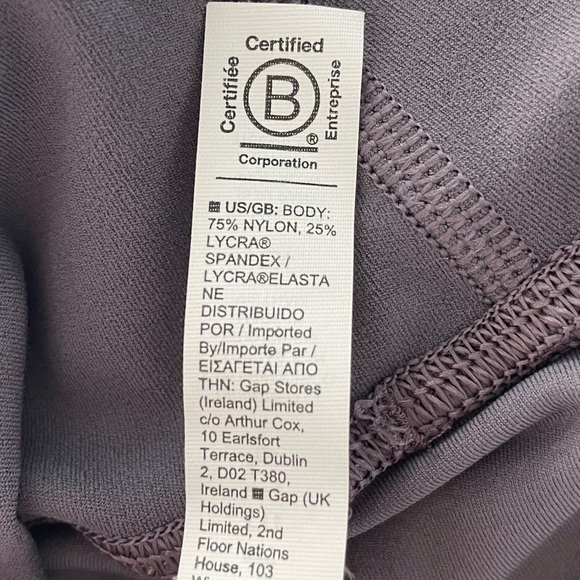 Certified
Certifiée
B
Entreprise
®
Corporation
US/GB: BODY:
75% NYLON, 25%
LYCRA®
SPANDEX /
LYCRA®ELASTA
NE
DISTRIBUIDO
POR / Imported
By/Importe Par /
ΕΙΣΑΓΕΤΑΙ ΑΠΟ
ΤΗΝ: Gap Stores
(Ireland) Limited
c/o Arthur Cox,
10 Earlsfort
Terrace, Dublin
2, D02 T380,
Ireland Gap (UK
Holdings)
Limited, 2nd
Floor Nations
House, 103